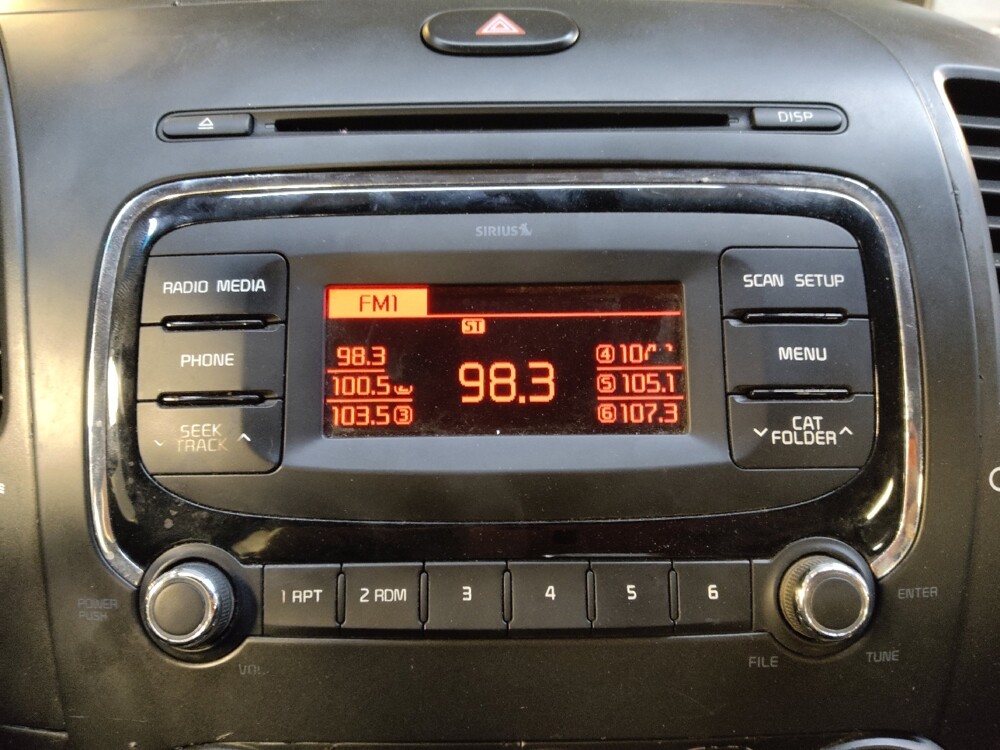 DISP
SIRIUS
RADIO MEDIA
PHONE
SEEK
TRACK
FM1
ST
98.3
100.5
103.5 3
98.3
4
5 105.1
6 107.3
SCAN SETUP
MENU
CAT
FOLDER
POWER
PUSH
VOL
1 RPT
2 RDM
3
4
5
6
FILE
TUNE
ENTER